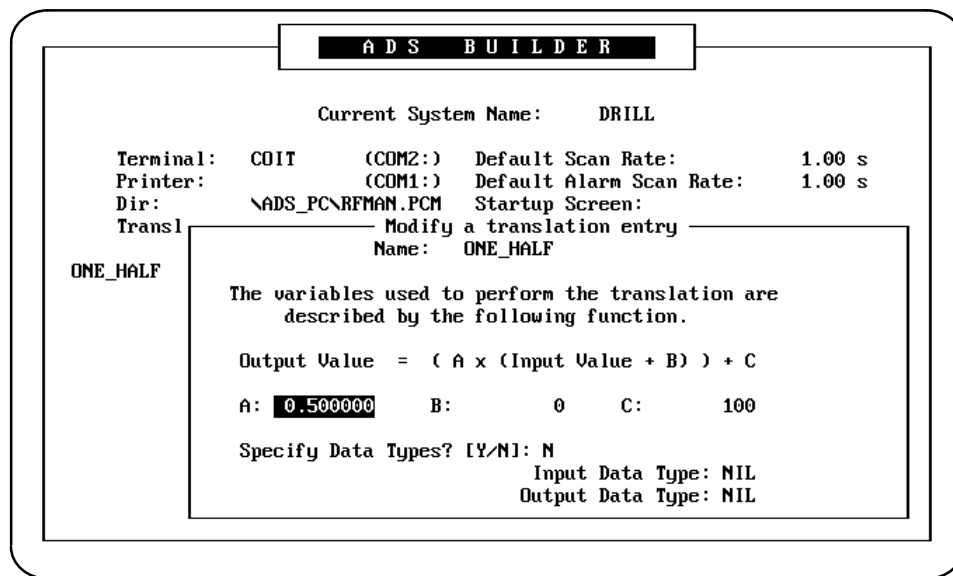 ADS BUILDER
Current System Name: DRILL
Terminal: COIT (COM2:) Default Scan Rate: 1.00 s
Printer: (COM1:) Default Alarm Scan Rate: 1.00 s
Dir: \ADS_PC\RFMAN.PCM Startup Screen:
Transl Modify a translation entry
Name: ONE_HALF
ONE_HALF
The variables used to perform the translation are
described by the following function.
Output Value = ( A x (Input Value + B) ) + C
A: 0.500000 B: 0 C: 100
Specify Data Types? [Y/N]: N
Input Data Type: NIL
Output Data Type: NIL